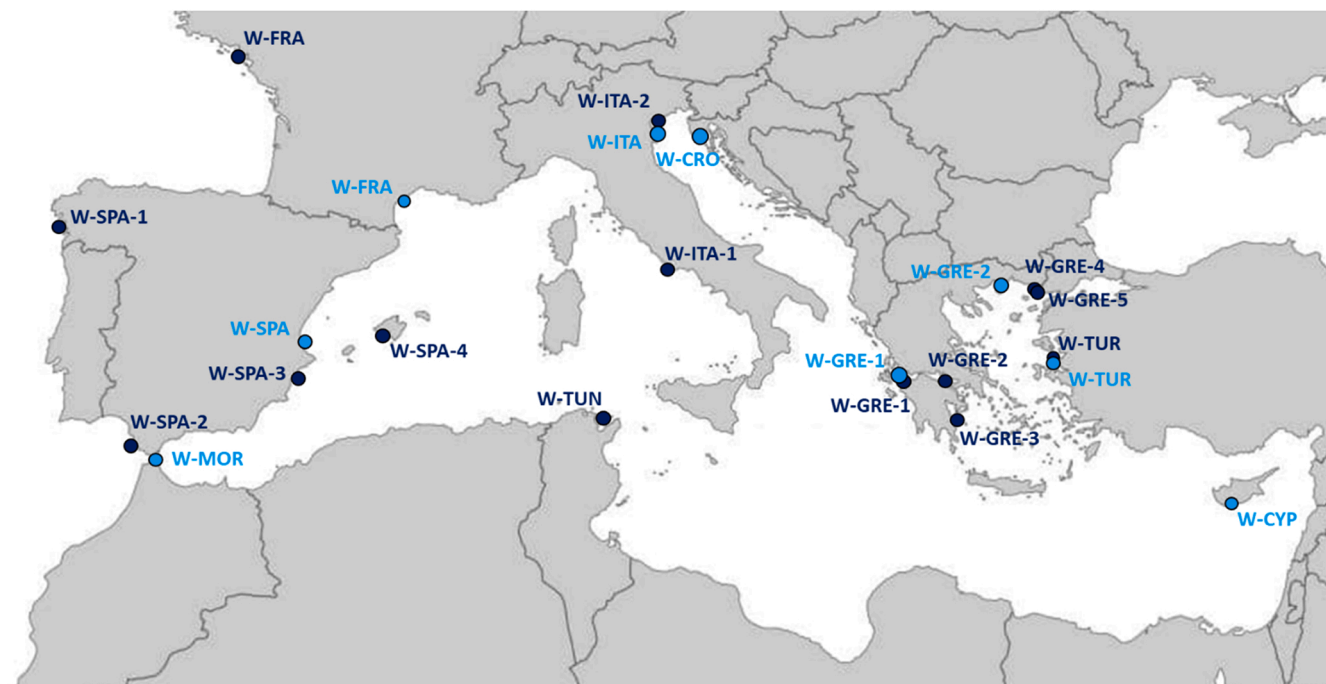 W-FRA
W-ITA-2
W-ITA
W-CRO
W-FRA
W-SPA-1
W-ITA-1
W-GRE-2
W-GRE-4
W-GRE-5
W-SPA
W-SPA-4
W-TUR
W-GRE-1
W-GRE-2
W-SPA-3
W-TUR
W-TUN
W-GRE-1
W-SPA-2
W-GRE-3
W-MOR
W-CYP